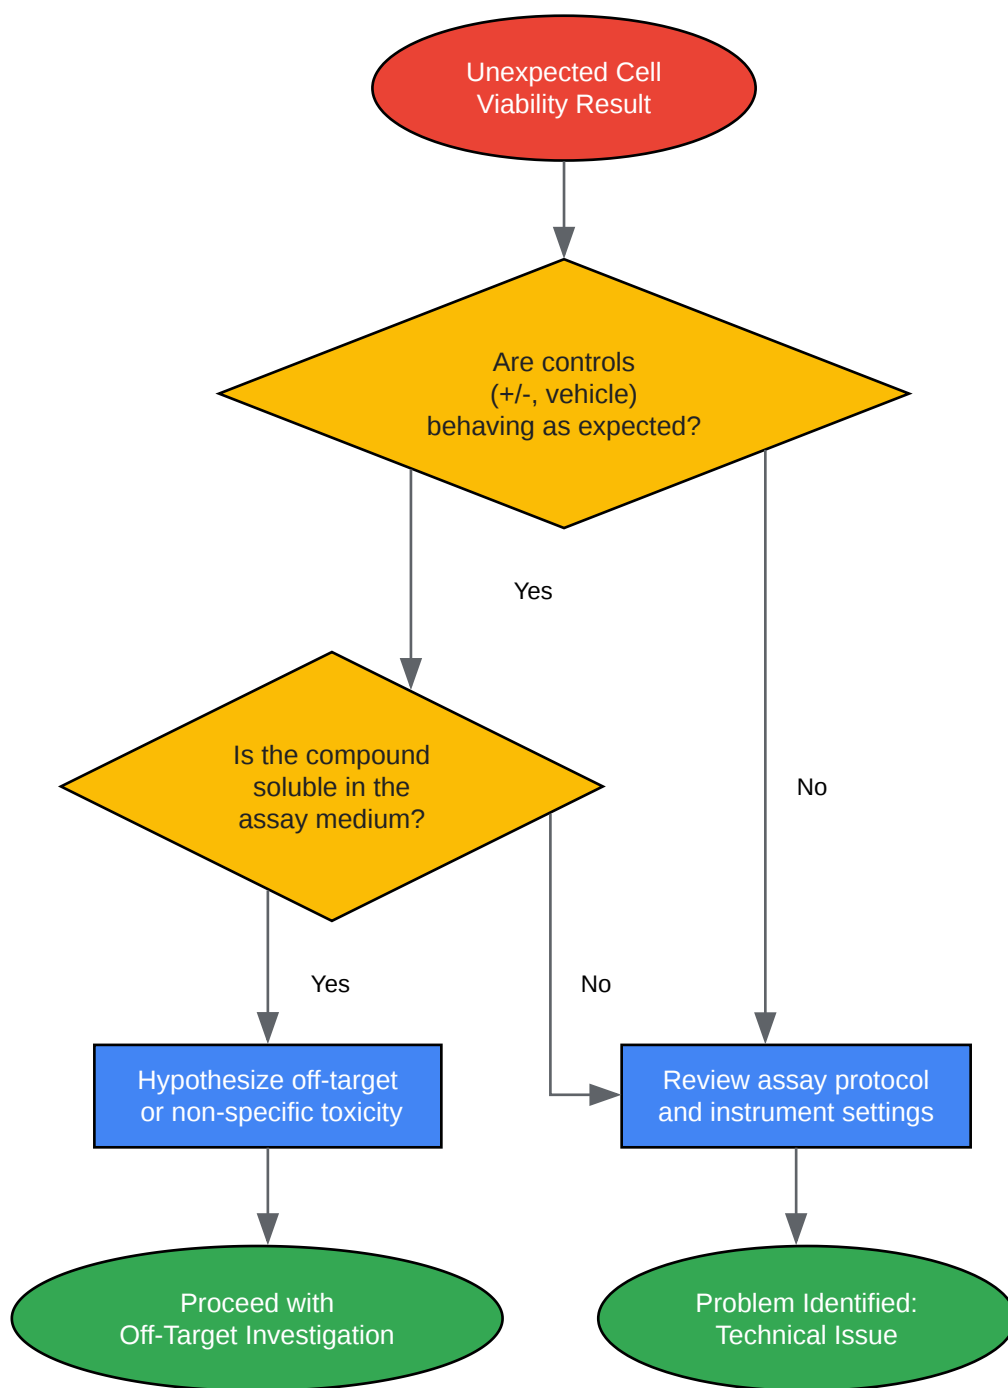 Unexpected Cell
Viability Result
Are controls
(+/-, vehicle)
behaving as expected?
Yes
Is the compound
soluble in the
assay medium?
No
Yes
No
Hypothesize off-target
or non-specific toxicity
Review assay protocol
and instrument settings
Proceed with
Off-Target Investigation
Problem Identified:
Technical Issue